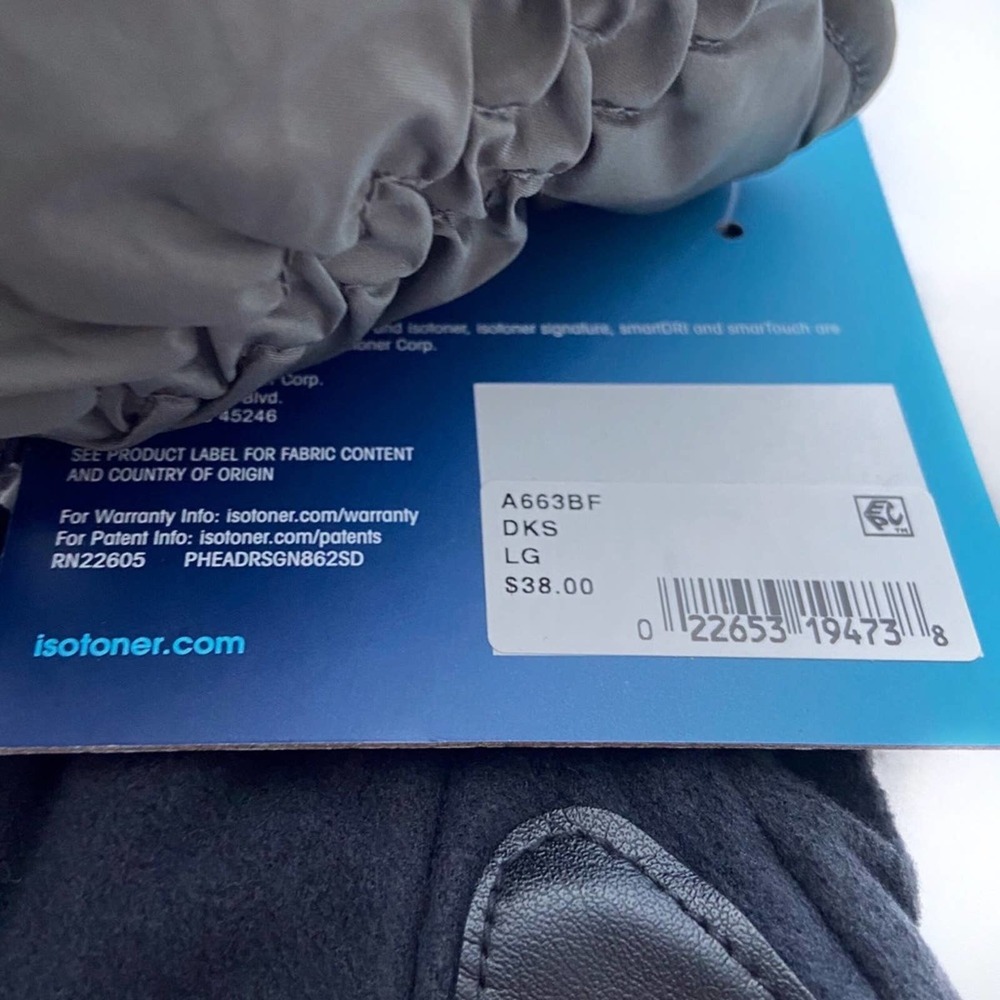 and isotoner, isotoner signature, smartDRI and smarTouch are
Corp.
Corp.
Blvd.
45246
SEE PRODUCT LABEL FOR FABRIC CONTENT
AND COUNTRY OF ORIGIN
For Warranty Info: isotoner.com/warranty
For Patent Info: isotoner.com/patents
RN22605 PHEADRSGN862SD
isotoner.com
A663BF
DKS
LG
$38.00
EPC™
0 22653 19473 8